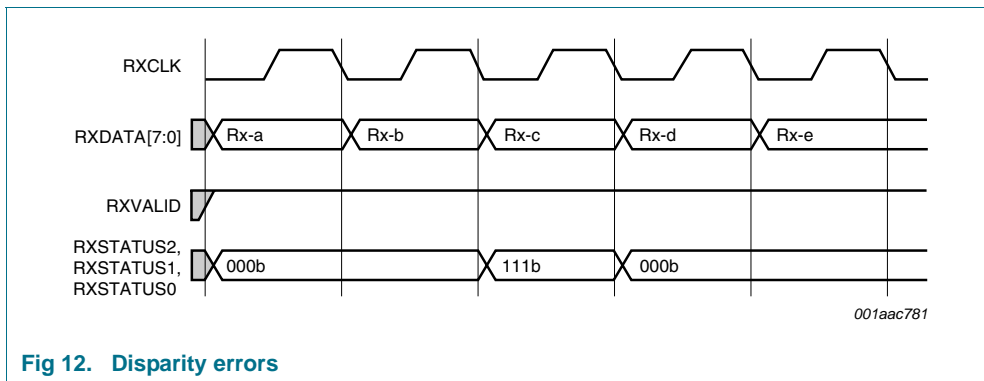 RXCLK
RXDATA[7:0]
Rx-a
Rx-b
Rx-c
Rx-d
Rx-e
RXVALID
RXSTATUS2,
RXSTATUS1,
RXSTATUS0
000b
111b
000b
001aac781
Fig 12. Disparity errors